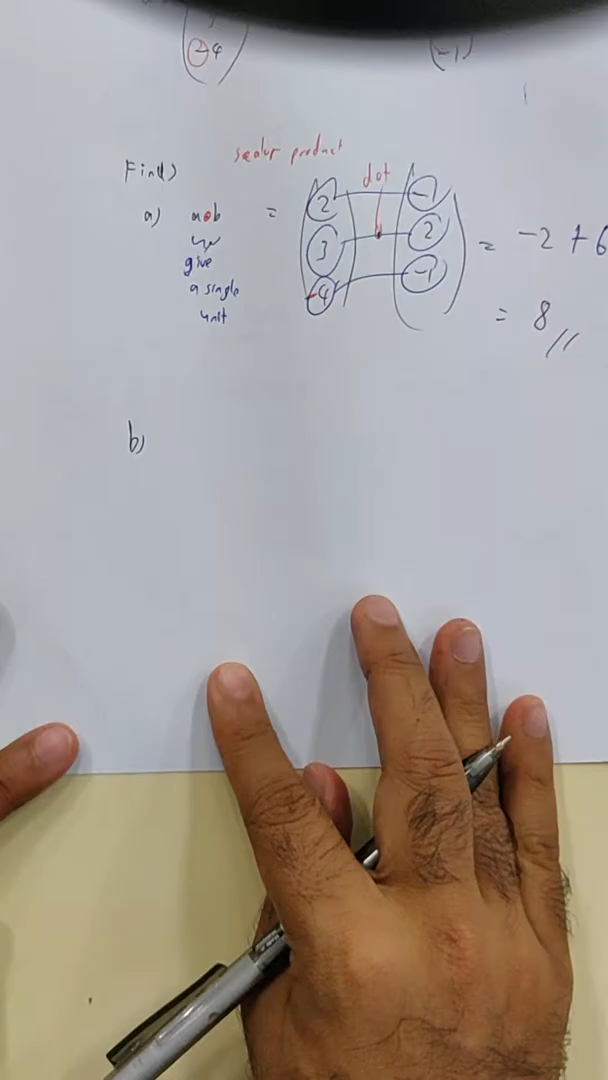 -4
-1
scalar product
Find)
a) a•b = (2 3 -4) dot (-1 2 -1) = -2 + 6
give
a single
unit
= 8 //
b)